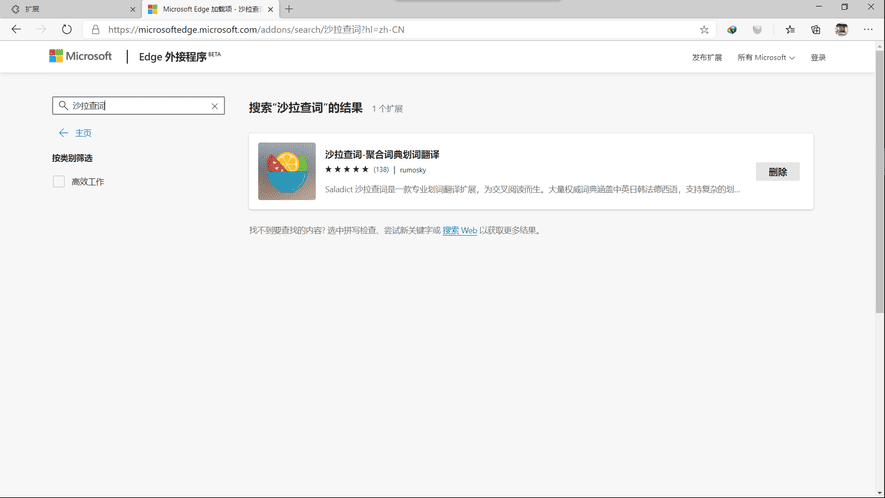 扩展
Microsoft Edge 加载项 - 沙拉查
https://microsoftedge.microsoft.com/addons/search/沙拉查词?hl=zh-CN
Microsoft
Edge 外接程序 BETA
发布扩展
所有 Microsoft
登录
沙拉查词
主页
按类别筛选
高效工作
搜索“沙拉查词”的结果 1 个扩展
沙拉查词-聚合词典划词翻译
(138) | rumosky
Saladict 沙拉查词是一款专业划词翻译扩展，为交叉阅读而生。大量权威词典涵盖中英日韩法德西语，支持复杂的划...
删除
找不到要查找的内容? 选中拼写检查、尝试新关键字或 搜索 Web 以获取更多结果。